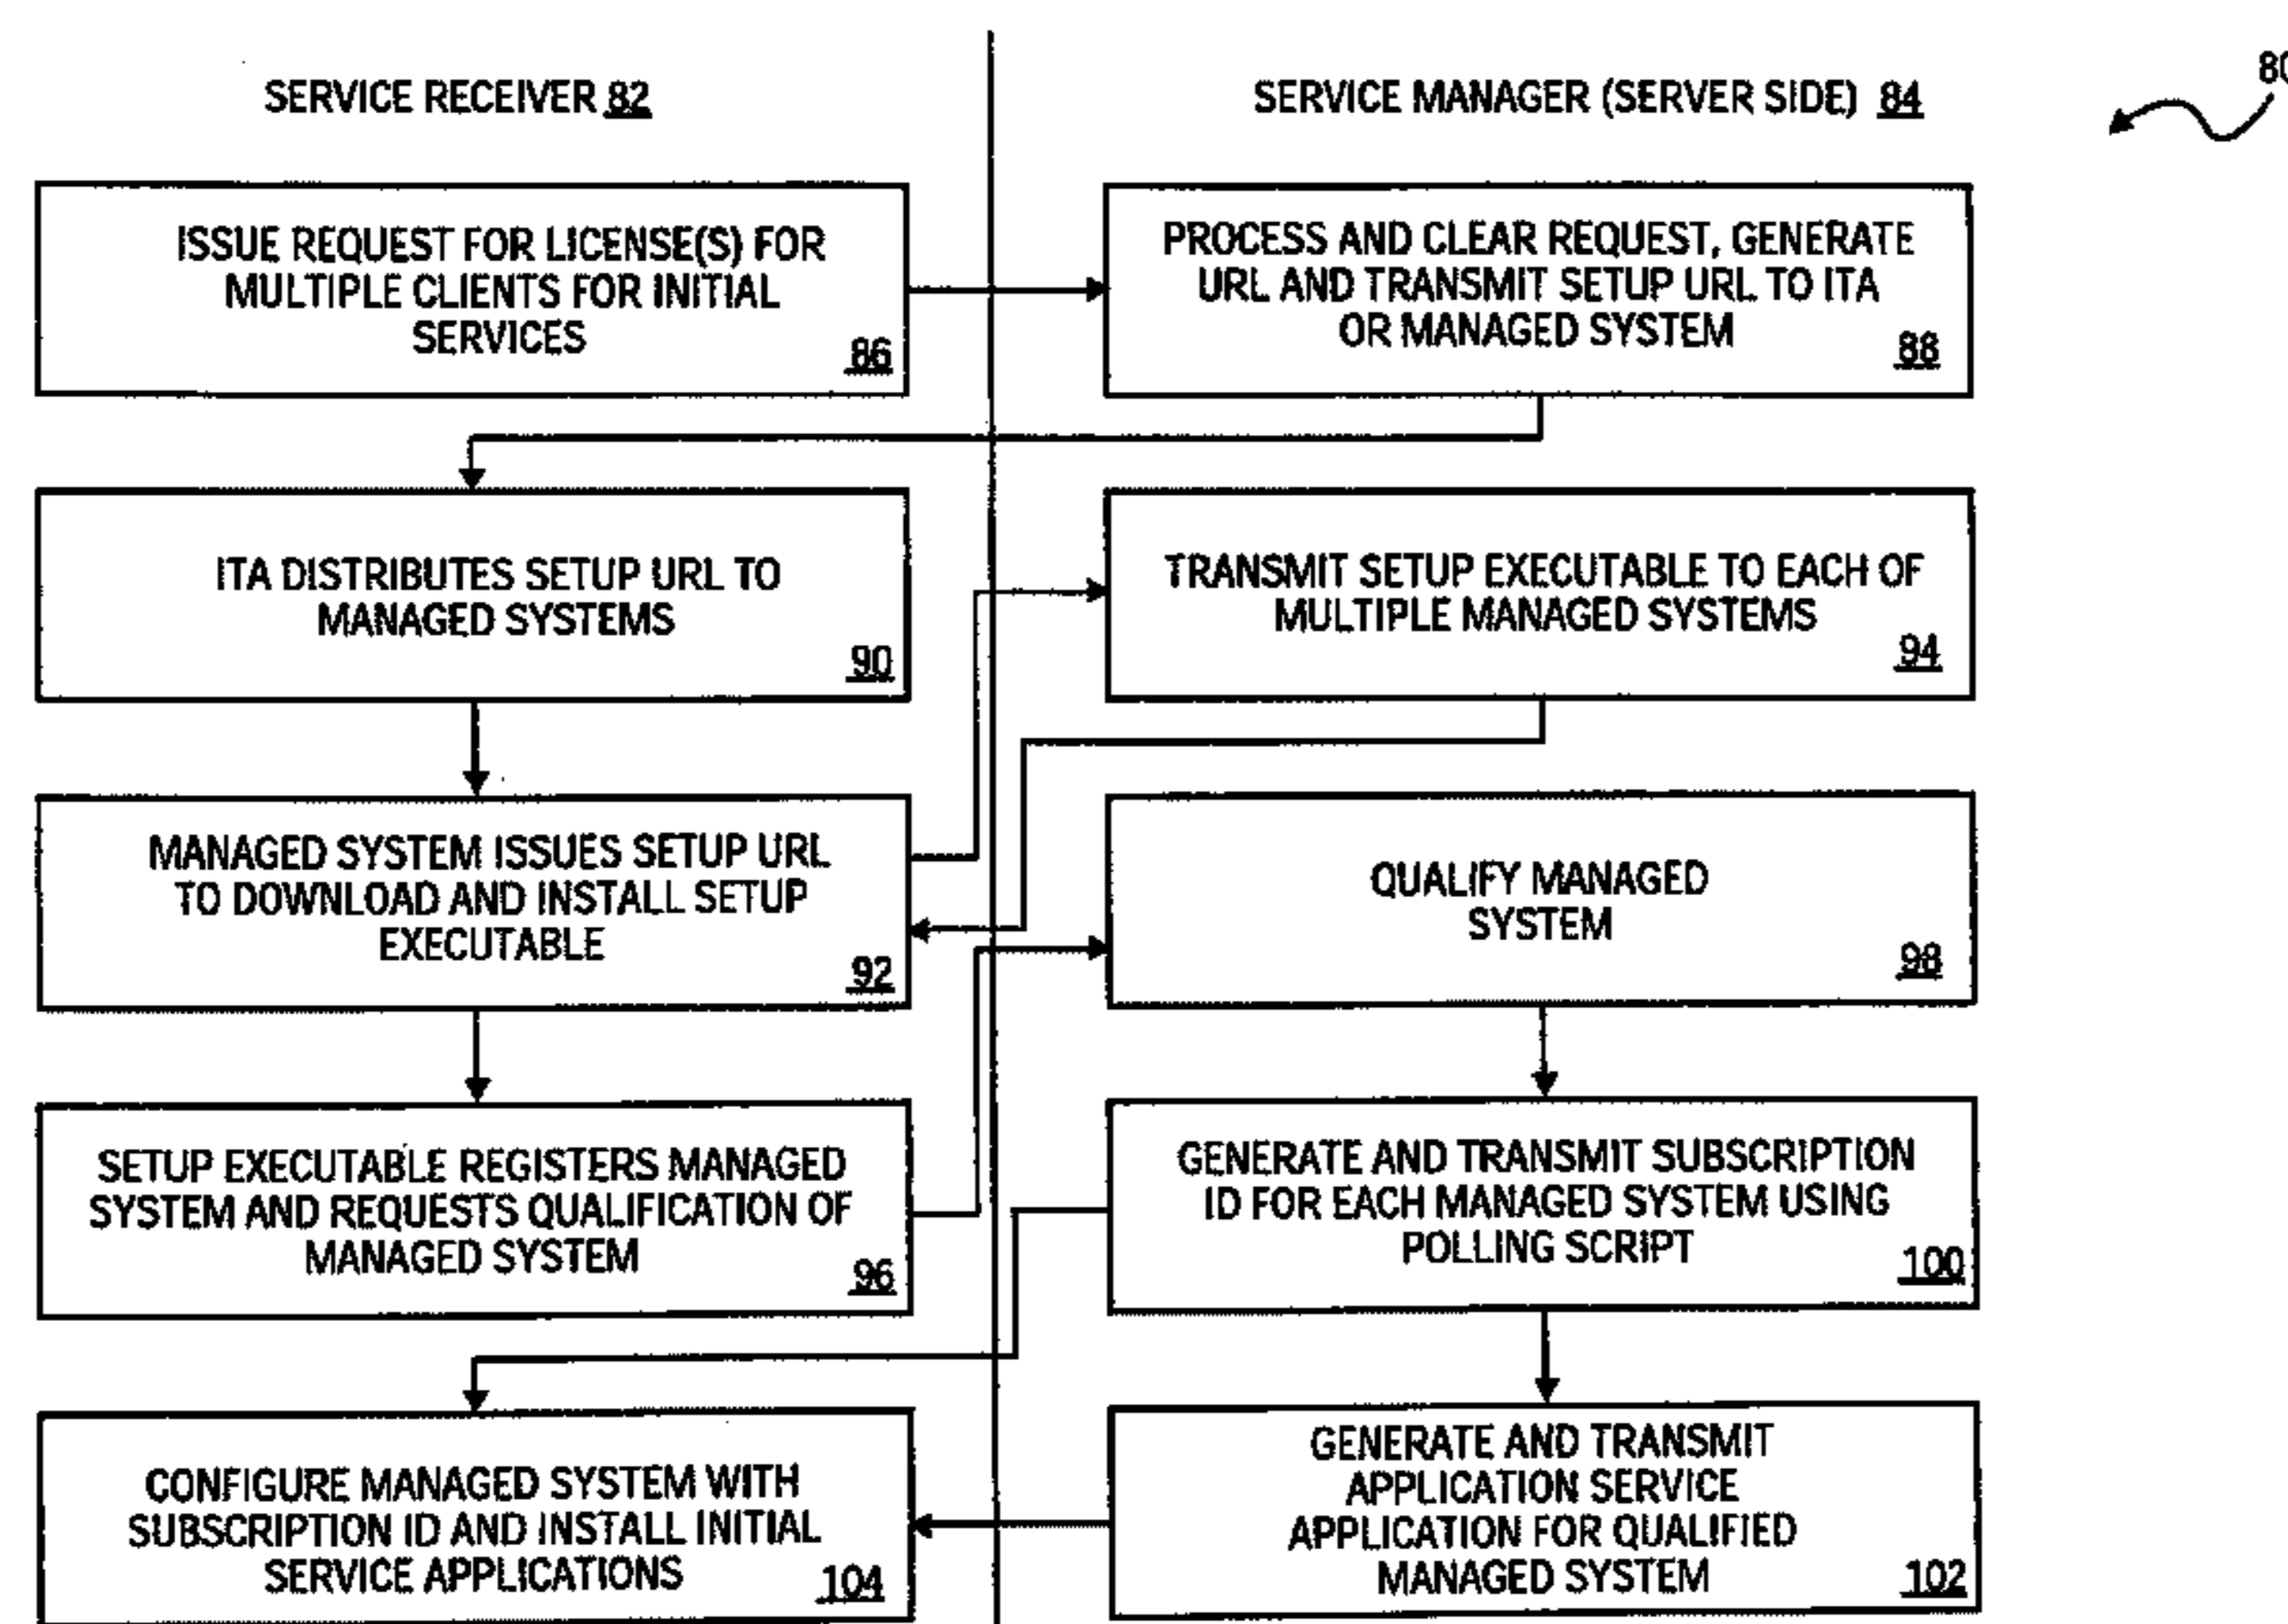 SERVICE RECEIVER 82
SERVICE MANAGER (SERVER SIDE) 84
80
ISSUE REQUEST FOR LICENSE(S) FOR
MULTIPLE CLIENTS FOR INITIAL
SERVICES
86
PROCESS AND CLEAR REQUEST, GENERATE
URL AND TRANSMIT SETUP URL TO ITA
OR MANAGED SYSTEM
88
ITA DISTRIBUTES SETUP URL TO
MANAGED SYSTEMS
90
TRANSMIT SETUP EXECUTABLE TO EACH OF
MULTIPLE MANAGED SYSTEMS
94
MANAGED SYSTEM ISSUES SETUP URL
TO DOWNLOAD AND INSTALL SETUP
EXECUTABLE
92
QUALIFY MANAGED
SYSTEM
98
SETUP EXECUTABLE REGISTERS MANAGED
SYSTEM AND REQUESTS QUALIFICATION OF
MANAGED SYSTEM
96
GENERATE AND TRANSMIT SUBSCRIPTION
ID FOR EACH MANAGED SYSTEM USING
POLLING SCRIPT
100
CONFIGURE MANAGED SYSTEM WITH
SUBSCRIPTION ID AND INSTALL INITIAL
SERVICE APPLICATIONS
104
GENERATE AND TRANSMIT
APPLICATION SERVICE
APPLICATION FOR QUALIFIED
MANAGED SYSTEM
102